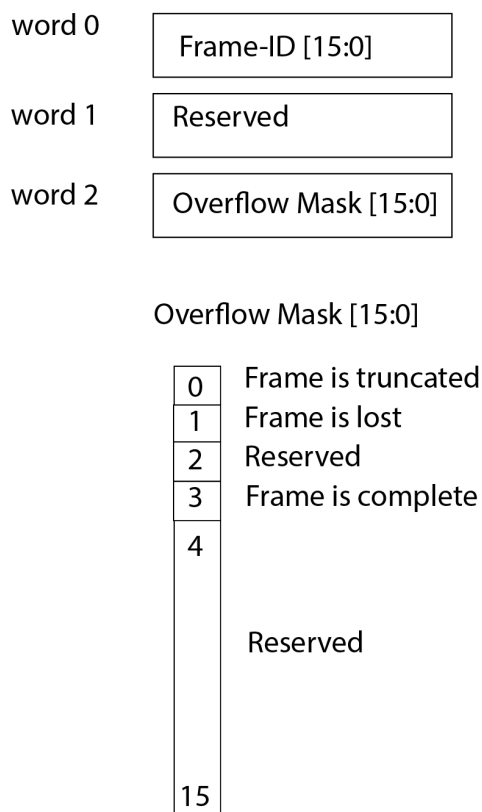 word 0
Frame-ID [15:0]
word 1
Reserved
word 2
Overflow Mask [15:0]
Overflow Mask [15:0]
0 Frame is truncated
1 Frame is lost
2 Reserved
3 Frame is complete
4
Reserved
15